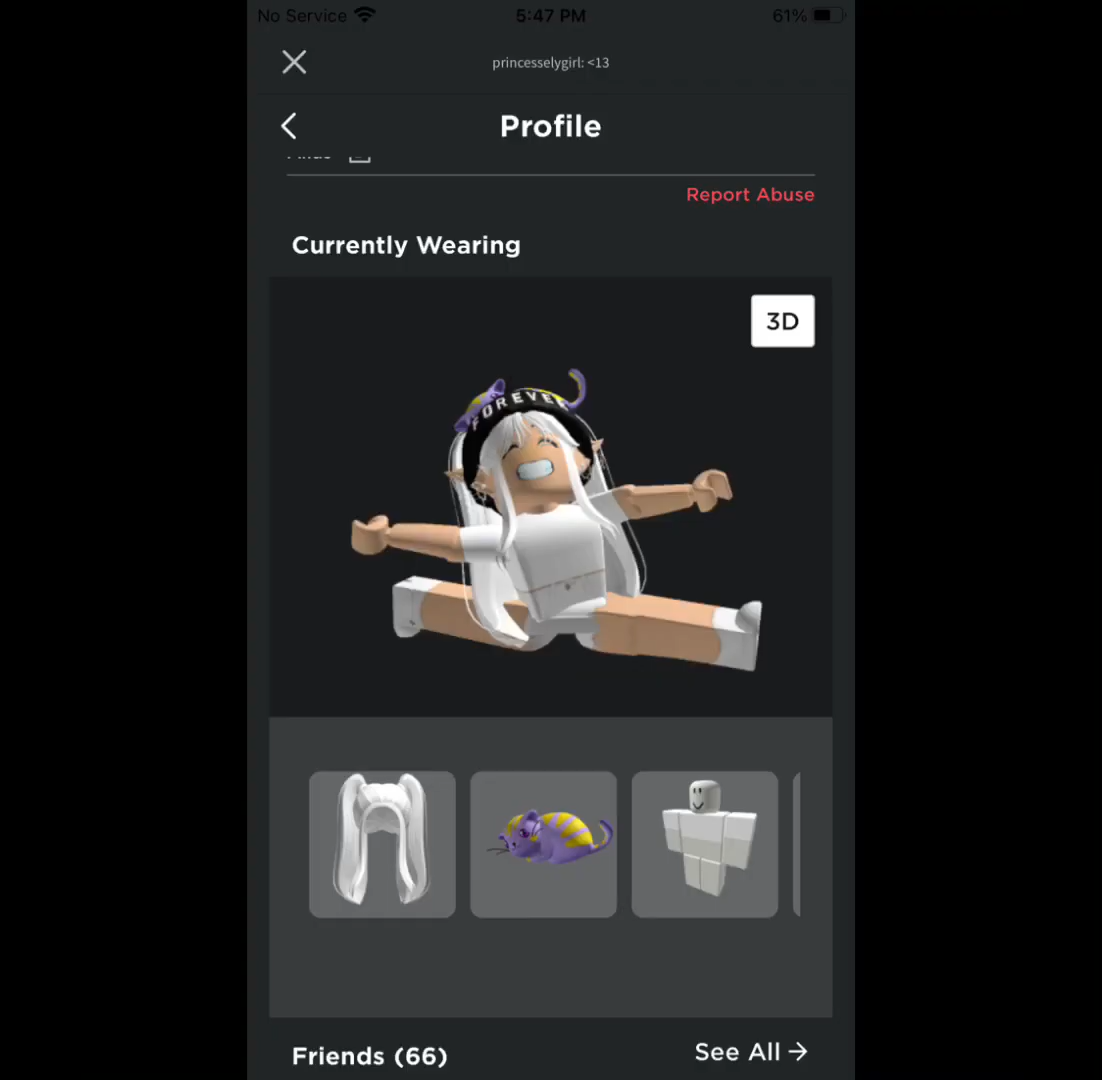 No Service 5:47 PM 61%
princesselygirl: <13
Profile
Report Abuse
Currently Wearing
3D
FOREVER
Friends (66)
See All